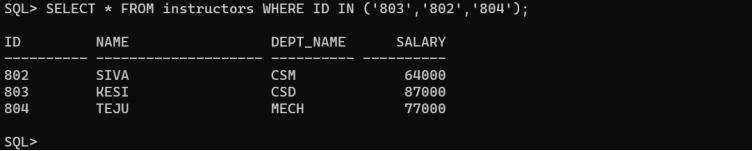 SQL> SELECT * FROM instructors WHERE ID IN ('803','802','804');
ID         NAME                 DEPT_NAME      SALARY
---------- -------------------- ---------- ----------
802        SIVA                 CSM             64000
803        KESI                 CSD             87000
804        TEJU                 MECH            77000
SQL>